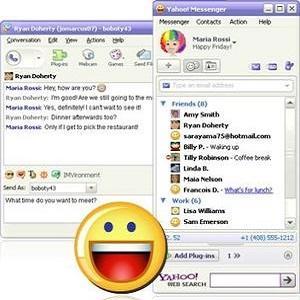 Ryan Doherty (jomarcus07) - boboty43
Conversation Edit View Actions Help
Plug-ins Webcam Games Send Files
Ryan Doherty
Maria Rossi: Hey, how are you?
Ryan Doherty: I'm good! Are we still going to the m
Maria Rossi: Yes, definitely! I can't wait to see it!
Ryan Doherty: Dinner afterwards too?
Maria Rossi: Only if I get to pick the restaurant!
IMVironment
Send As: boboty43
What time do you want to meet?
Yahoo! Messenger
Messenger Contacts Actions Help
Maria Rossi
Happy Friday!
Type an email address
Friends (8)
Amy Smith
Ryan Doherty
sarayama75@hotmail.com
Billy P. - Waking up
Tilly Robinson - Coffee break
Linda B.
Maia Nelson
Francois D. - What's for lunch?
Work (6)
Lisa Williams
Sam Emerson
+1 (408) 555-1212
Add Plug-ins 1
YAHOO!
WEB SEARCH